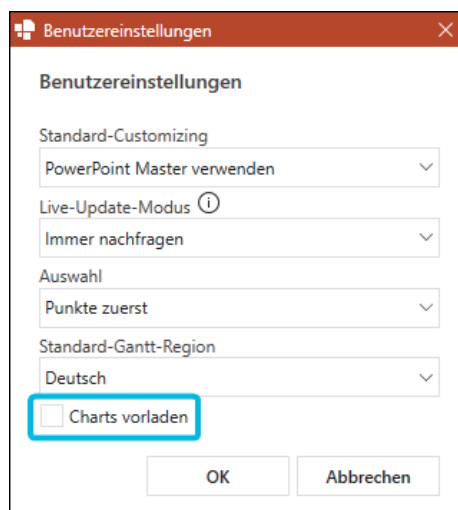 Benutzereinstellungen
Benutzereinstellungen
Standard-Customizing
PowerPoint Master verwenden
Live-Update-Modus
Immer nachfragen
Auswahl
Punkte zuerst
Standard-Gantt-Region
Deutsch
Charts vorladen
OK Abbrechen